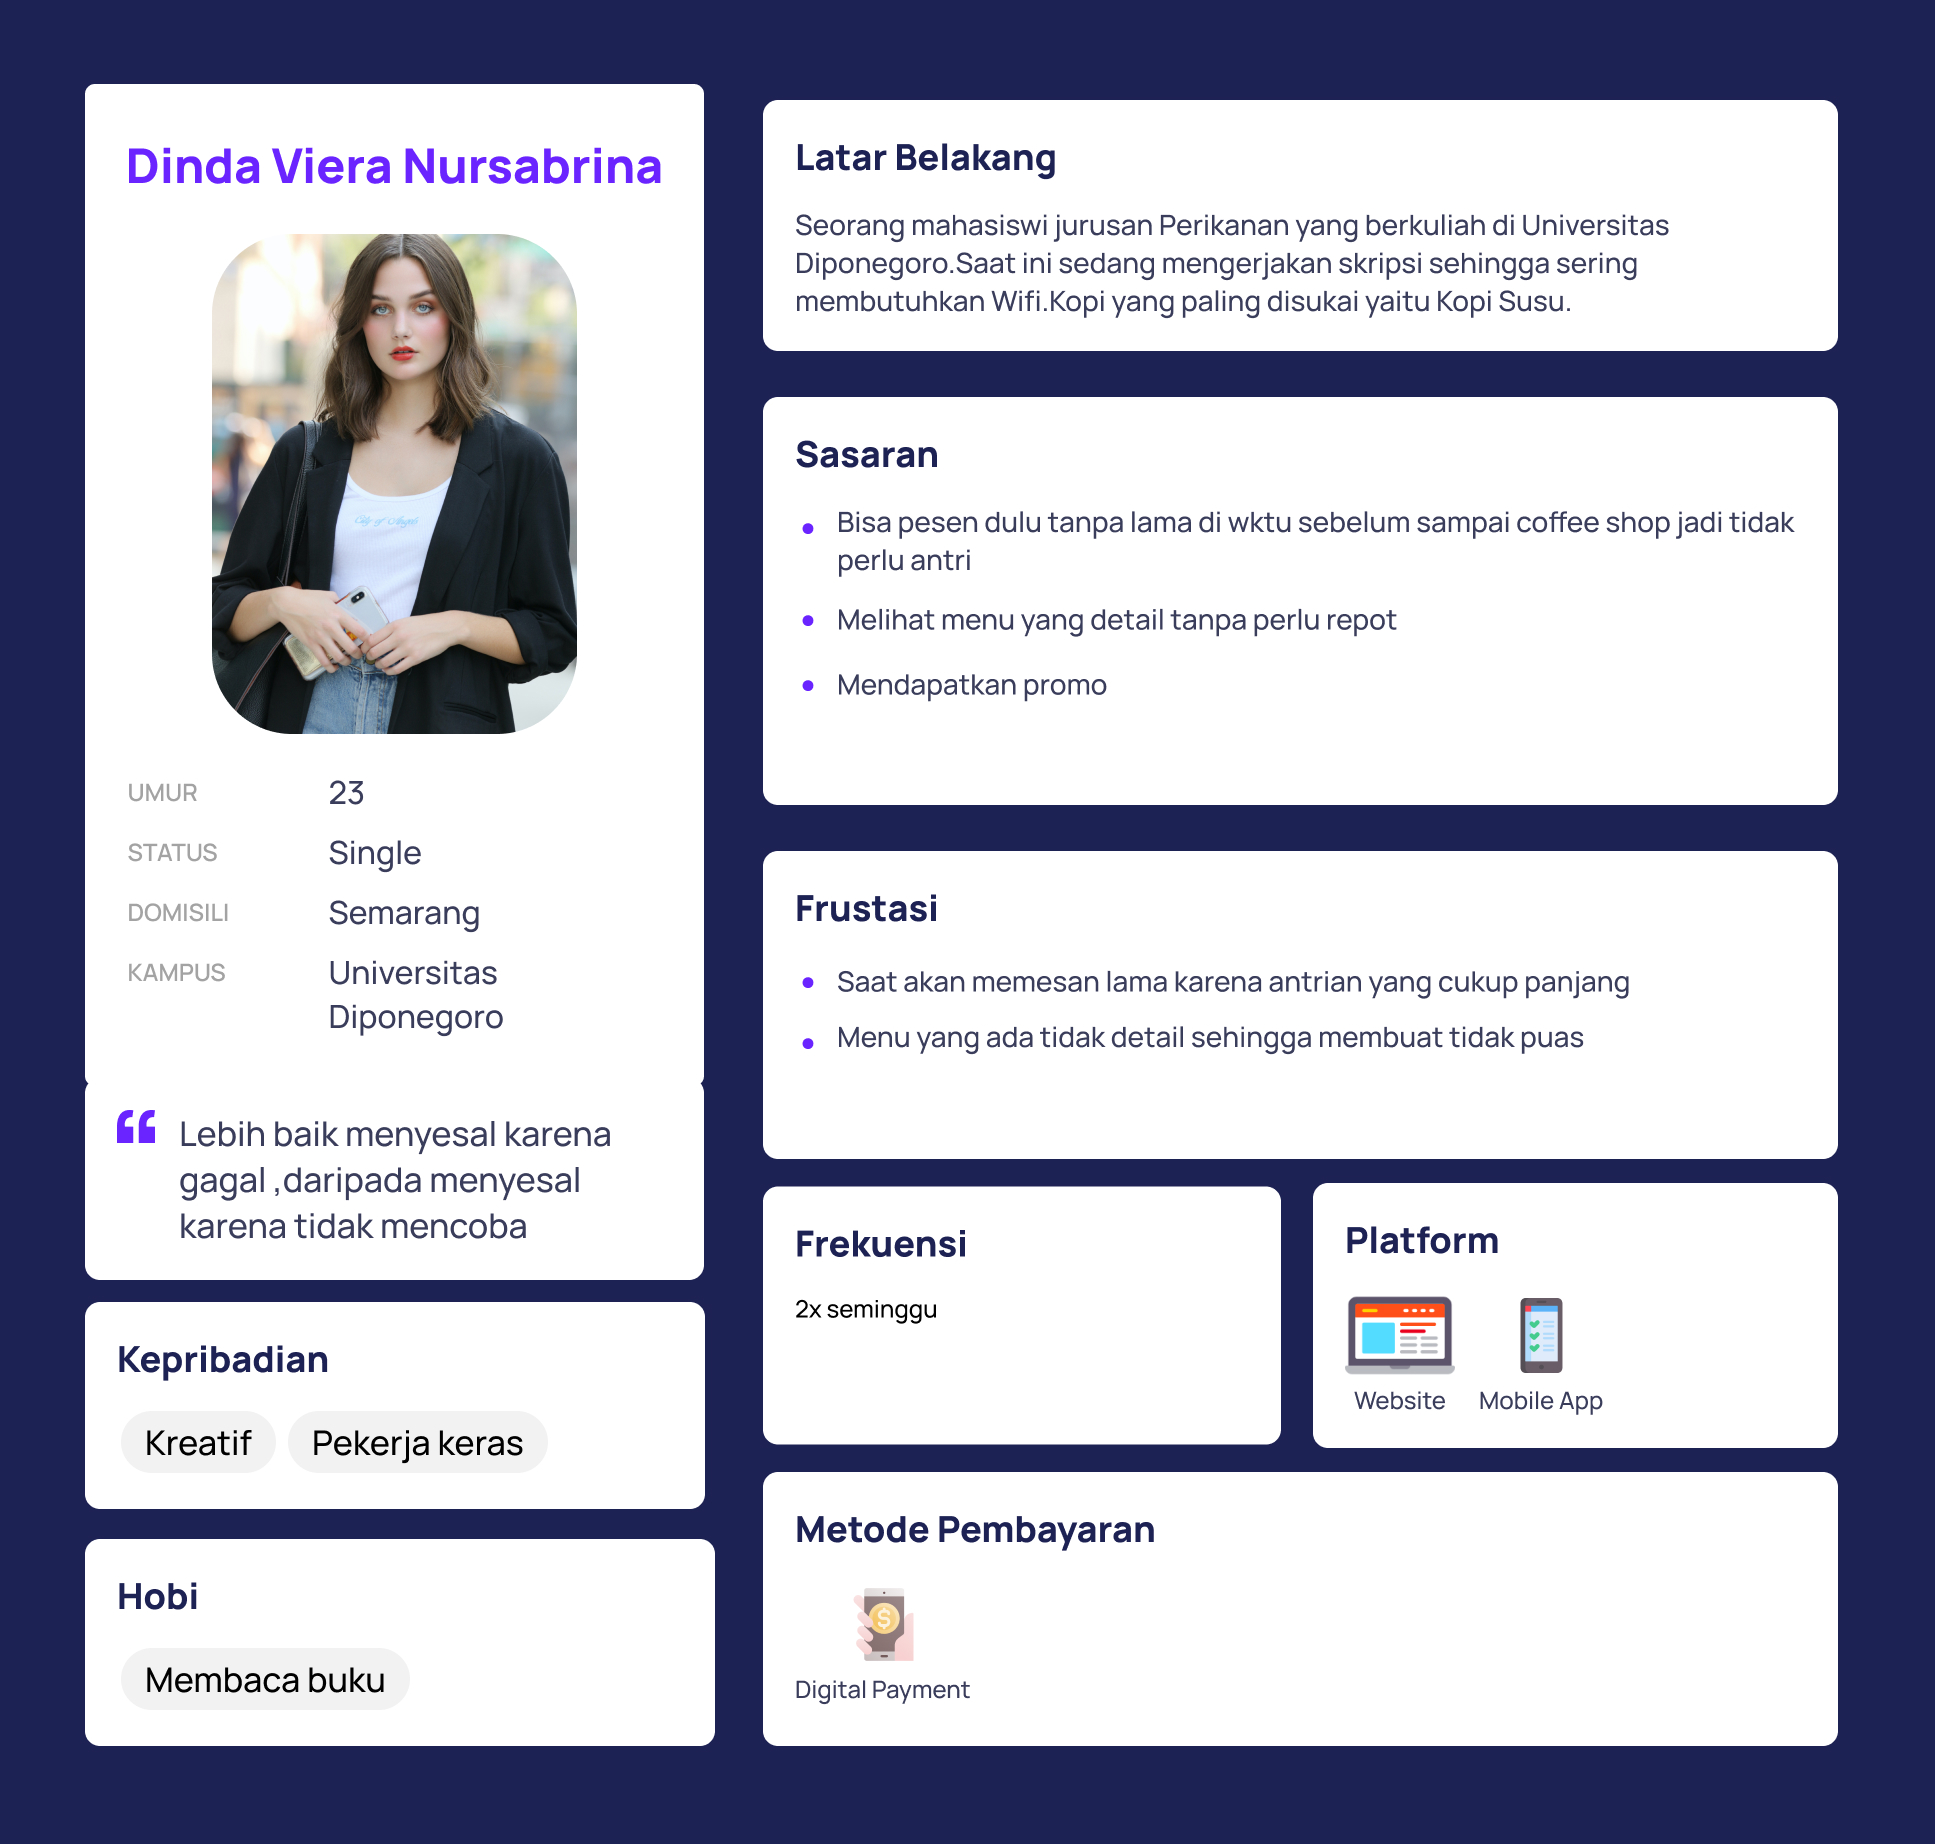 Dinda Viera Nursabrina
City of Angels
UMUR 23
STATUS Single
DOMISILI Semarang
KAMPUS Universitas
Diponegoro
Lebih baik menyesal karena
gagal ,daripada menyesal
karena tidak mencoba
Kepribadian
Kreatif Pekerja keras
Hobi
Membaca buku
Latar Belakang
Seorang mahasiswi jurusan Perikanan yang berkuliah di Universitas
Diponegoro.Saat ini sedang mengerjakan skripsi sehingga sering
membutuhkan Wifi.Kopi yang paling disukai yaitu Kopi Susu.
Sasaran
Bisa pesen dulu tanpa lama di wktu sebelum sampai coffee shop jadi tidak
perlu antri
Melihat menu yang detail tanpa perlu repot
Mendapatkan promo
Frustasi
Saat akan memesan lama karena antrian yang cukup panjang
Menu yang ada tidak detail sehingga membuat tidak puas
Frekuensi
2x seminggu
Platform
Website Mobile App
Metode Pembayaran
$
Digital Payment